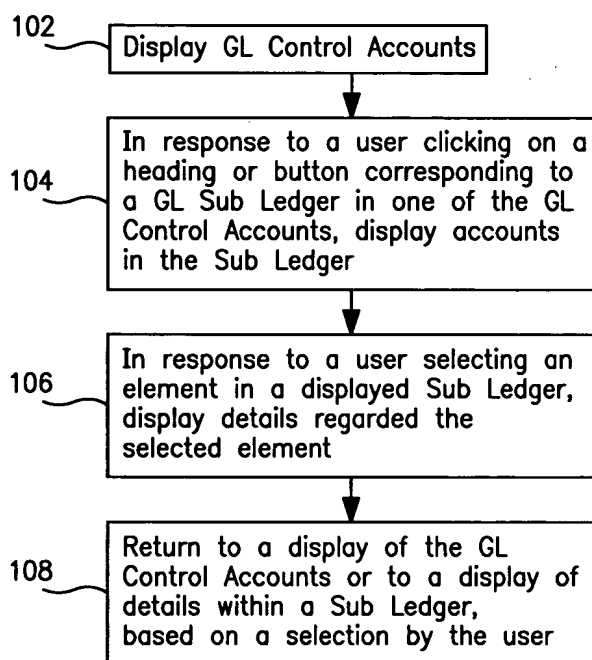 102
Display GL Control Accounts
104
In response to a user clicking on a
heading or button corresponding to
a GL Sub Ledger in one of the GL
Control Accounts, display accounts
in the Sub Ledger
106
In response to a user selecting an
element in a displayed Sub Ledger,
display details regarded the
selected element
108
Return to a display of the GL
Control Accounts or to a display of
details within a Sub Ledger,
based on a selection by the user